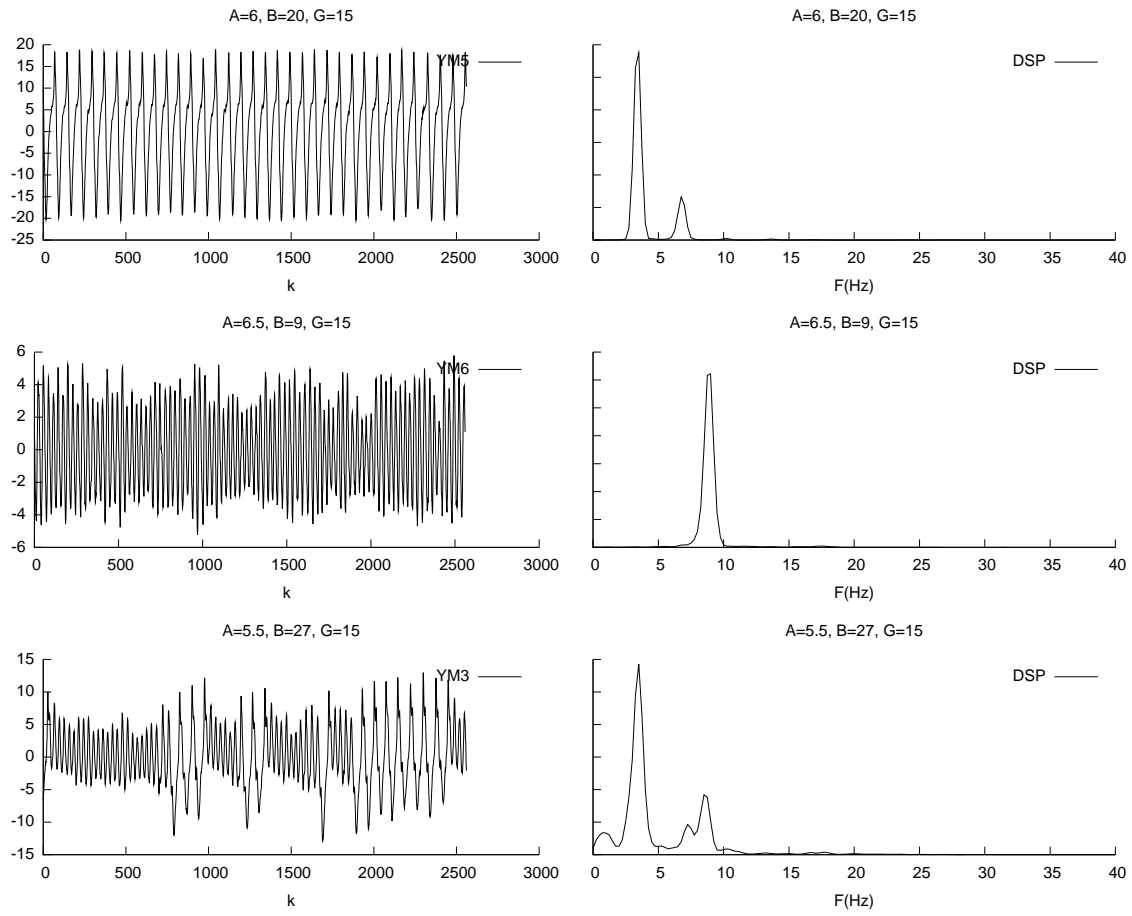 A=6, B=20, G=15
20
15
10
5
0
-5
-10
-15
-20
-25
0 500 1000 1500 2000 2500 3000
k
YM5
A=6, B=20, G=15
DSP
0 5 10 15 20 25 30 35 40
F(Hz)
A=6.5, B=9, G=15
6
4
2
0
-2
-4
-6
0 500 1000 1500 2000 2500 3000
k
YM6
A=6.5, B=9, G=15
DSP
0 5 10 15 20 25 30 35 40
F(Hz)
A=5.5, B=27, G=15
15
10
5
0
-5
-10
-15
0 500 1000 1500 2000 2500 3000
k
YM3
A=5.5, B=27, G=15
DSP
0 5 10 15 20 25 30 35 40
F(Hz)